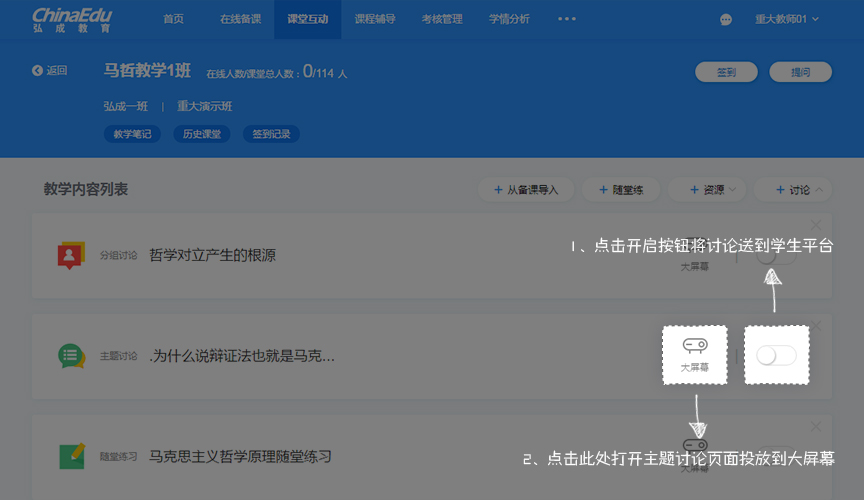 ChinaEdu
弘成教育
首页 在线备课 课堂互动 课程辅导 考核管理 学情分析 重大教师01
返回 马哲教学1班 在线人数/课堂总人数：0/114 人 签到 提问
弘成一班 | 重大演示班
教学笔记 历史课堂 签到记录
教学内容列表 + 从备课导入 + 随堂练 + 资源 + 讨论
1、点击开启按钮将讨论送到学生平台
分组讨论 哲学对立产生的根源
大屏幕
主题讨论 .为什么说辩证法也就是马克...
大屏幕
随堂练习 马克思主义哲学原理随堂练习
2、点击此处打开主题讨论页面投放到大屏幕
大屏幕